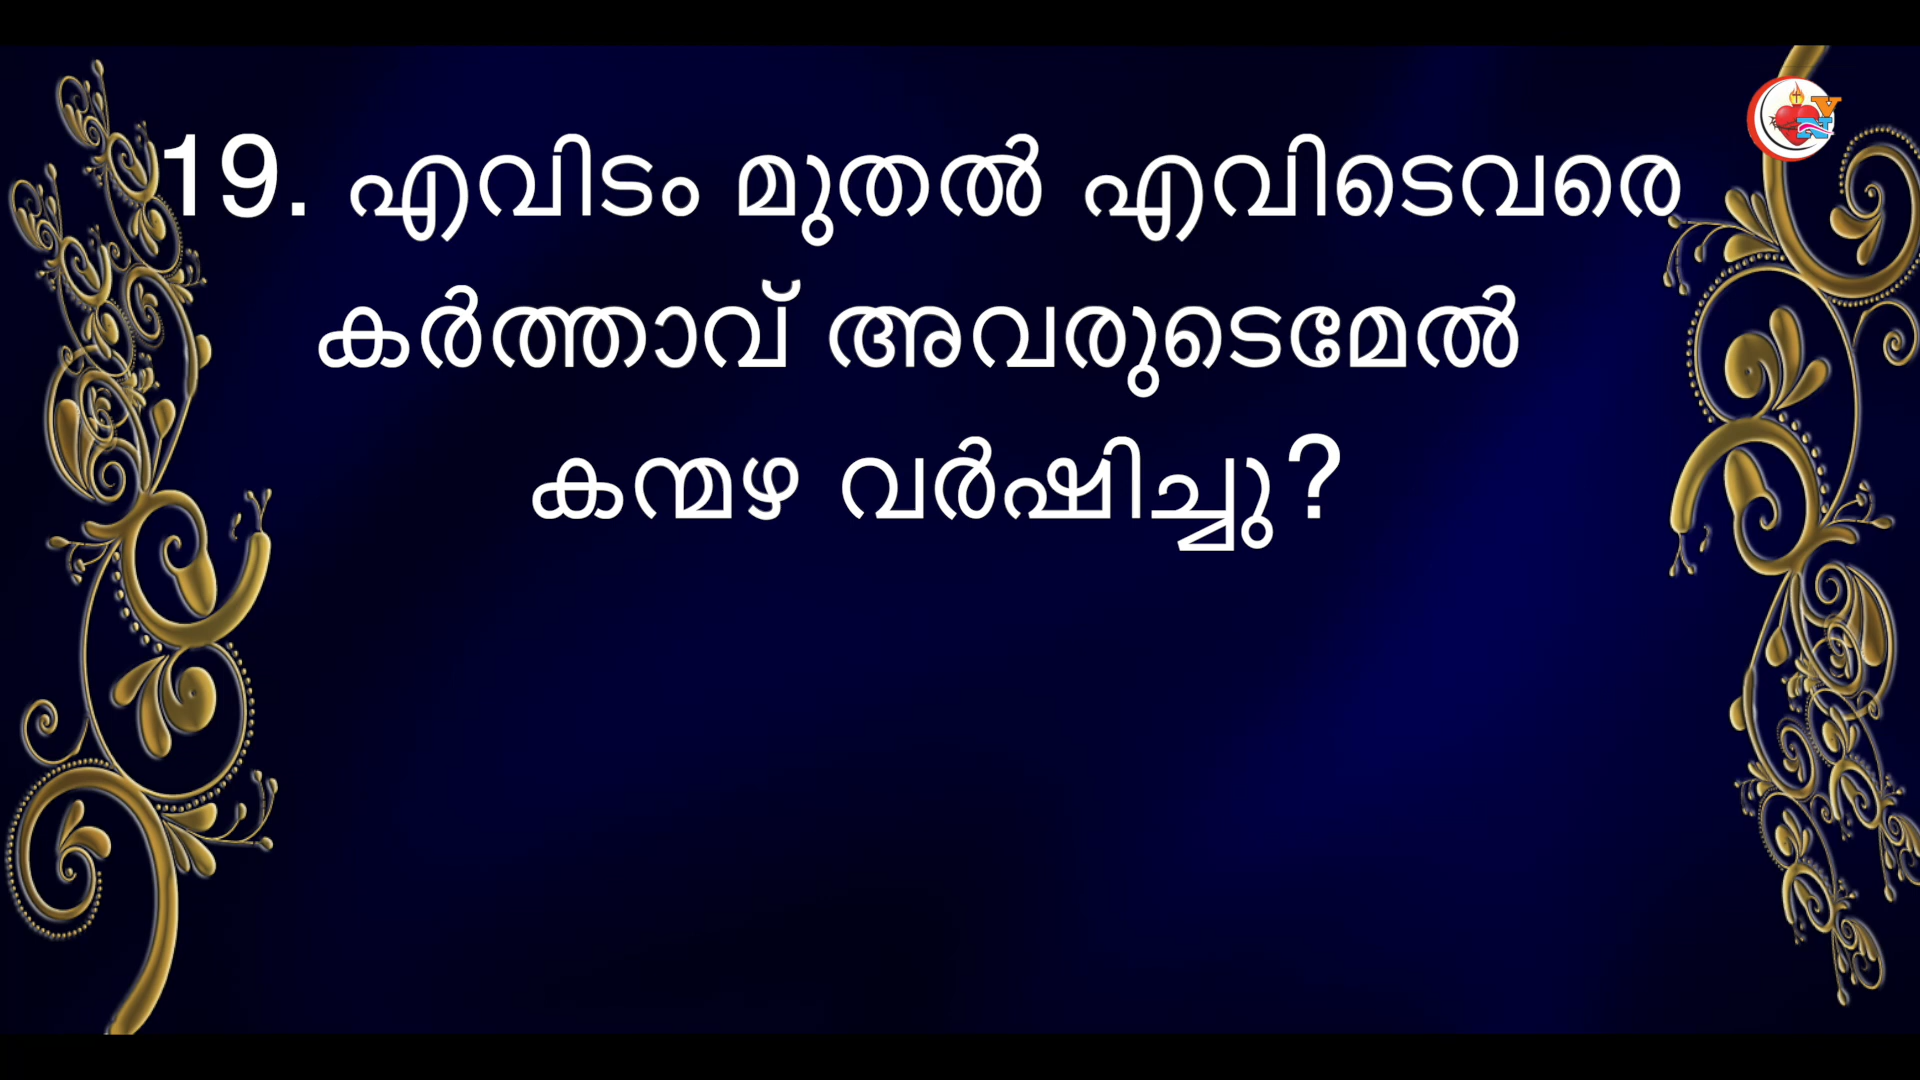 19. എവിടം മുതൽ എവിടെവരെ
കർത്താവ് അവരുടെമേൽ
കന്മഴ വർഷിച്ചു?